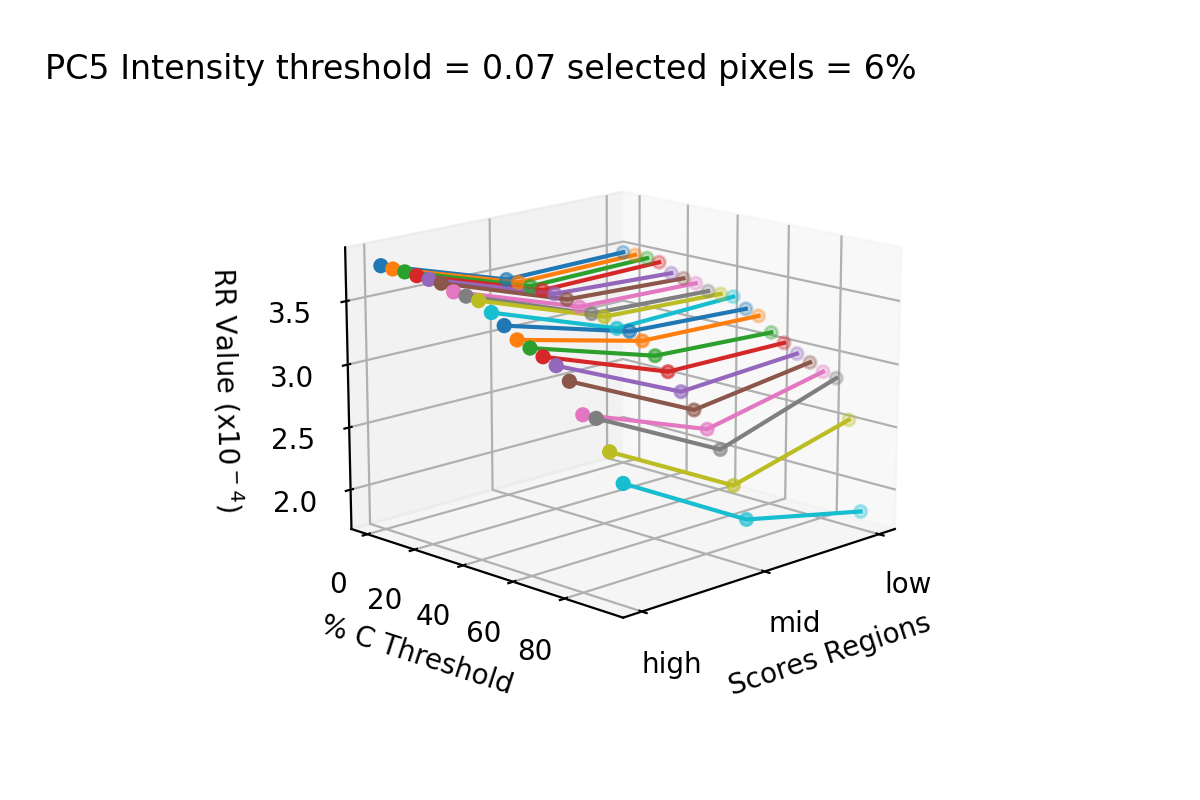 PC5 Intensity threshold = 0.07 selected pixels = 6%
RR Value (x10⁻⁴)
3.5
3.0
2.5
2.0
0
20
40
60
80
% C Threshold
high
mid
low
Scores Regions